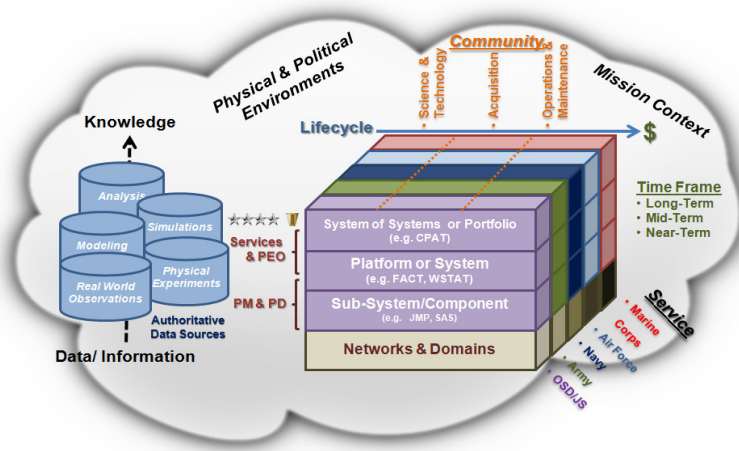 Physical & Political
Environments
Community
• Science &
Technology
• Acquisition
• Operations &
Maintenance
Mission Context
Knowledge
Lifecycle
$
Analysis
Simulations
Modeling
Real World
Observations
Physical
Experiments
Authoritative
Data Sources
Data/ Information
Services
& PEO
PM & PD
System of Systems or Portfolio
(e.g. CPAT)
Platform or System
(e.g. FACT, WSTAT)
Sub-System/Component
(e.g. JMP, SAS)
Networks & Domains
Time Frame
• Long-Term
• Mid-Term
• Near-Term
Service
• Marine
Corps
• Air Force
• Navy
• Army
• OSD/JS